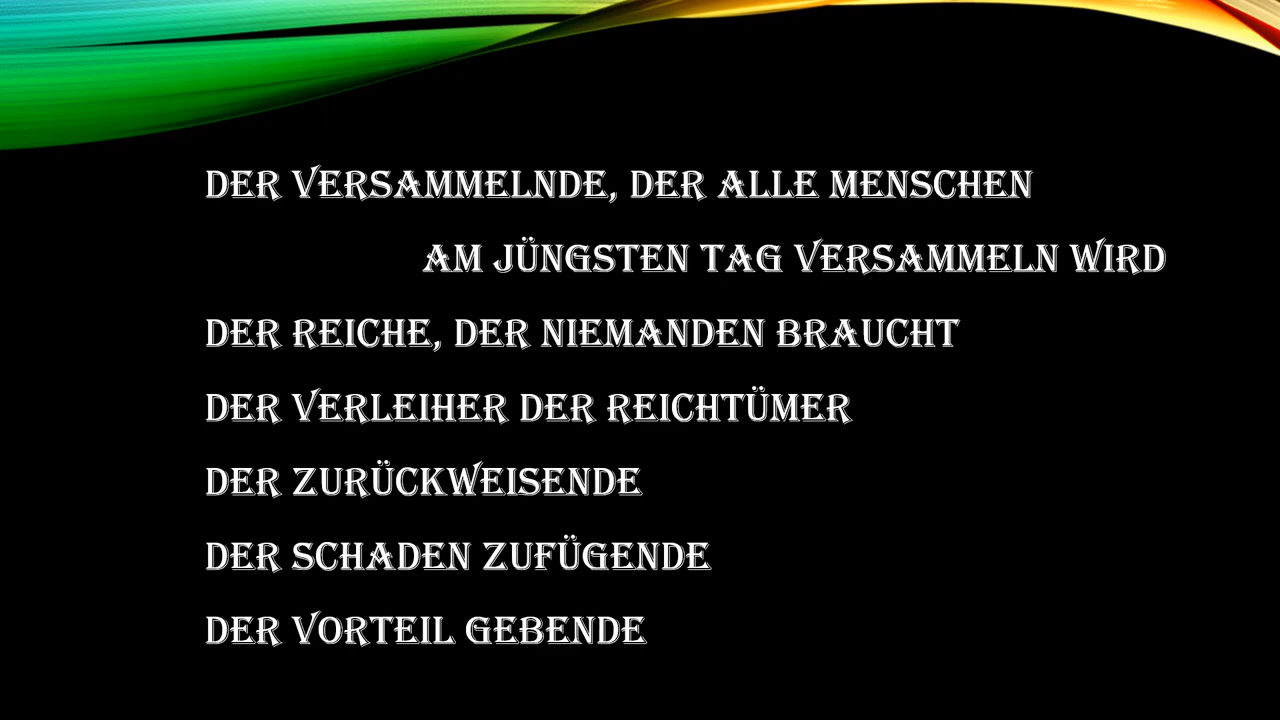 DER VERSAMMELNDE, DER ALLE MENSCHEN
AM JÜNGSTEN TAG VERSAMMELN WIRD
DER REICHE, DER NIEMANDEN BRAUCHT
DER VERLEIHER DER REICHTÜMER
DER ZURÜCKWEISENDE
DER SCHADEN ZUFÜGENDE
DER VORTEIL GEBENDE